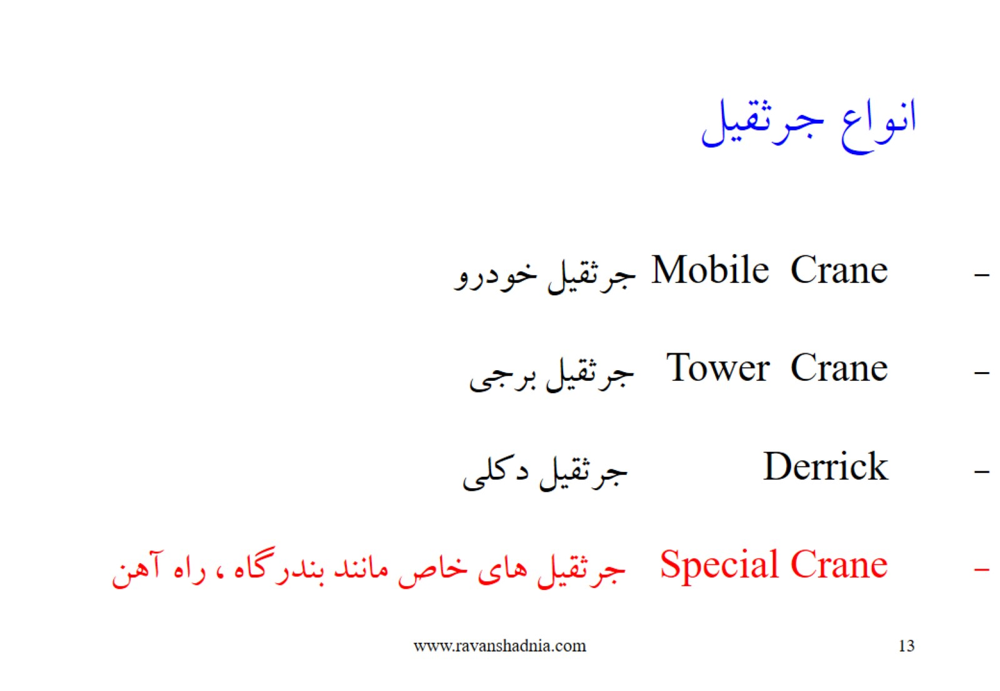 انواع جرثقیل
– Mobile Crane جرثقیل خودرو
– Tower Crane جرثقیل برجی
– Derrick جرثقیل دکلی
– Special Crane جرثقیل های خاص مانند بندرگاه ، راه آهن
www.ravanshadnia.com
13